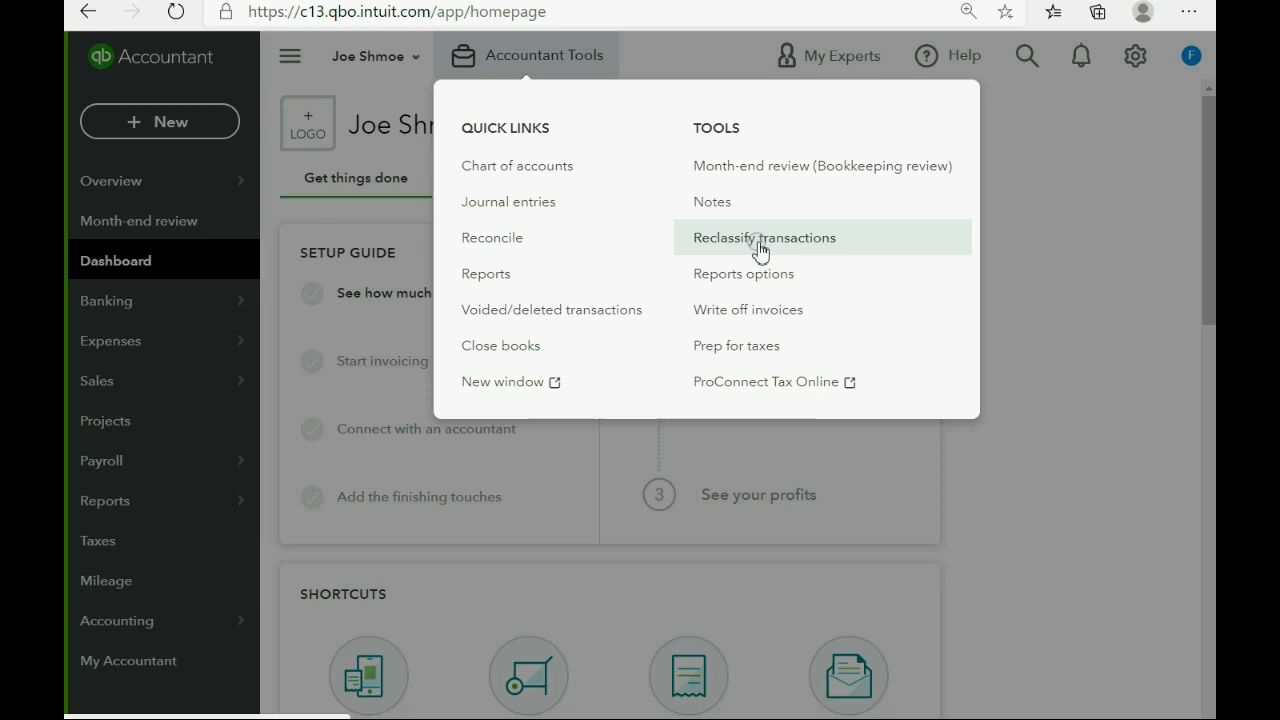 https://c13.qbo.intuit.com/app/homepage
qb Accountant
Joe Shmoe
Accountant Tools
My Experts
Help
F
+ New
Overview
Month-end review
Dashboard
Banking
Expenses
Sales
Projects
Payroll
Reports
Taxes
Mileage
Accounting
My Accountant
+
LOGO
Joe Shr
Get things done
SETUP GUIDE
See how much
Start invoicing
Connect with an accountant
Add the finishing touches
3 See your profits
SHORTCUTS
QUICK LINKS
Chart of accounts
Journal entries
Reconcile
Reports
Voided/deleted transactions
Close books
New window
TOOLS
Month-end review (Bookkeeping review)
Notes
Reclassify transactions
Reports options
Write off invoices
Prep for taxes
ProConnect Tax Online